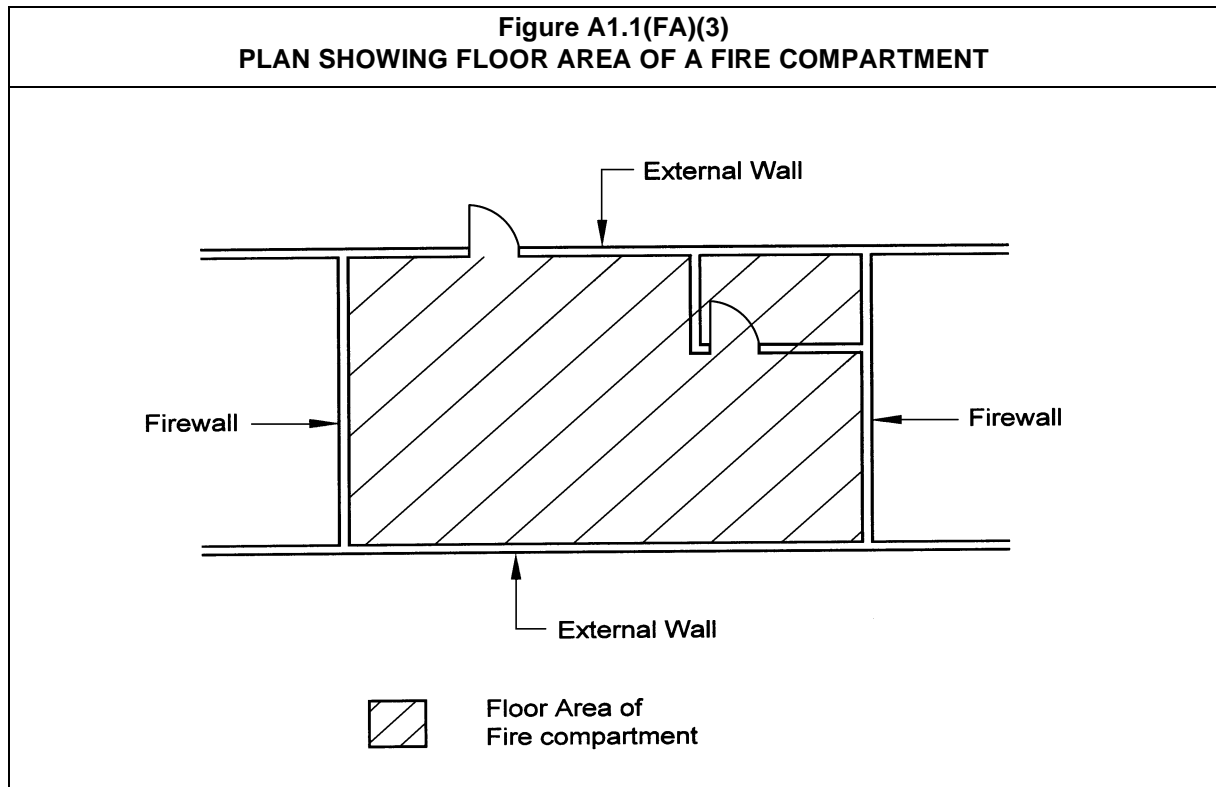 Figure A1.1(FA)(3)
PLAN SHOWING FLOOR AREA OF A FIRE COMPARTMENT
External Wall
Firewall
Firewall
External Wall
Floor Area of
Fire compartment